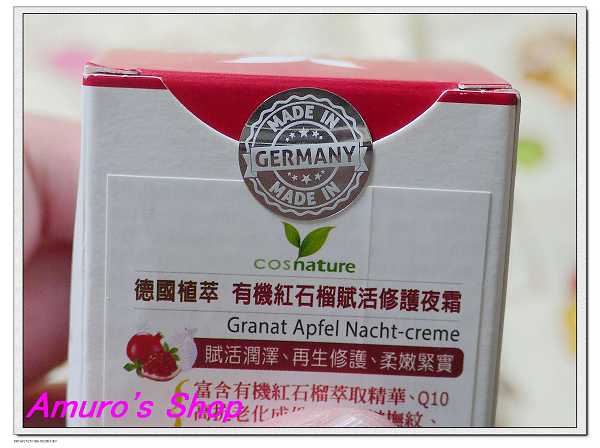 MADE IN
GERMANY
MADE IN
cosnature
德國植萃 有機紅石榴賦活修護夜霜
Granat Apfel Nacht-creme
賦活潤澤、再生修護、柔嫩緊實
富含有機紅石榴萃取精華、Q10
撫紋、
Amuro's Shop